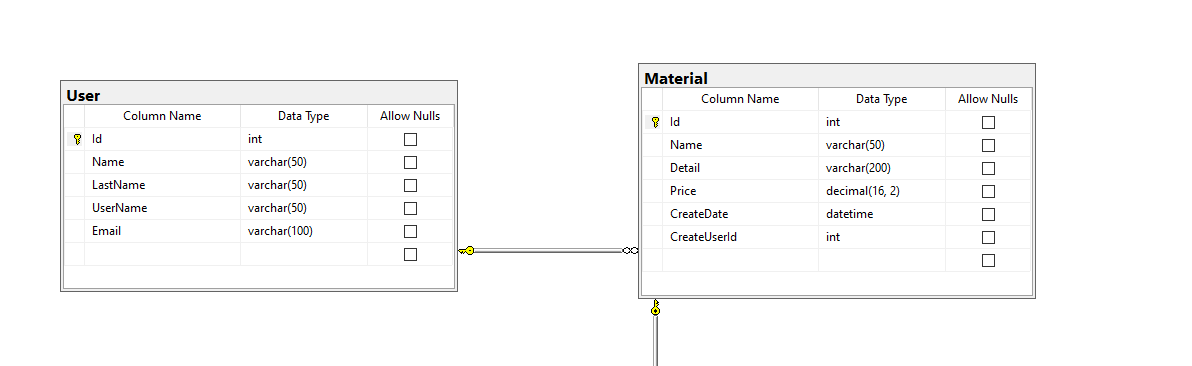 User
Column Name Data Type Allow Nulls
Id int
Name varchar(50)
LastName varchar(50)
UserName varchar(50)
Email varchar(100)
Material
Column Name Data Type Allow Nulls
Id int
Name varchar(50)
Detail varchar(200)
Price decimal(16, 2)
CreateDate datetime
CreateUserId int